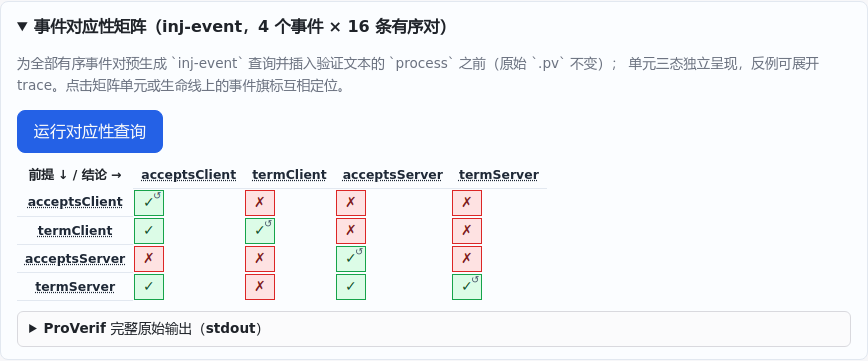 ▼ 事件对应性矩阵（inj-event，4 个事件 × 16 条有序对）
为全部有序事件对预生成 `inj-event` 查询并插入验证文本的 `process` 之前（原始 `.pv` 不变）； 单元三态独立呈现，反例可展开
trace。点击矩阵单元或生命线上的事件旗标互相定位。
运行对应性查询
前提 ↓ / 结论 → acceptsClient termClient acceptsServer termServer
acceptsClient ✓↺ ✗ ✗ ✗
termClient ✓ ✓↺ ✗ ✗
acceptsServer ✗ ✗ ✓↺ ✗
termServer ✓ ✗ ✓ ✓↺
▶ ProVerif 完整原始输出（stdout）